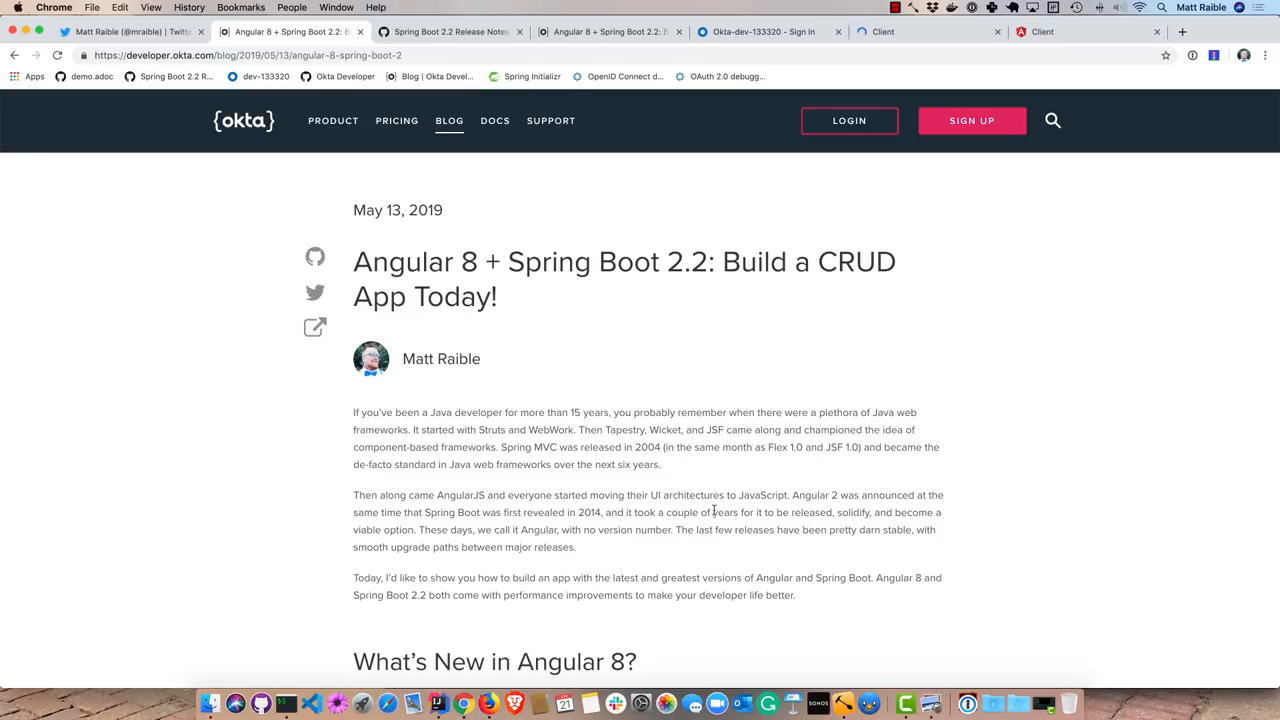 Chrome File Edit View History Bookmarks People Window Help Matt Raible
Matt Raible (@mraible) | Twitte
Angular 8 + Spring Boot 2.2: B
Spring Boot 2.2 Release Notes
Angular 8 + Spring Boot 2.2: B
Okta-dev-133320 - Sign In
Client
Client
https://developer.okta.com/blog/2019/05/13/angular-8-spring-boot-2
Apps demo.adoc Spring Boot 2.2 R... dev-133320 Okta Developer Blog | Okta Devel... Spring Initializr OpenID Connect d... OAuth 2.0 debugg...
{okta} PRODUCT PRICING BLOG DOCS SUPPORT LOGIN SIGN UP
May 13, 2019
Angular 8 + Spring Boot 2.2: Build a CRUD
App Today!
Matt Raible
If you've been a Java developer for more than 15 years, you probably remember when there were a plethora of Java web
frameworks. It started with Struts and WebWork. Then Tapestry, Wicket, and JSF came along and championed the idea of
component-based frameworks. Spring MVC was released in 2004 (in the same month as Flex 1.0 and JSF 1.0) and became the
de-facto standard in Java web frameworks over the next six years.
Then along came AngularJS and everyone started moving their UI architectures to JavaScript. Angular 2 was announced at the
same time that Spring Boot was first revealed in 2014, and it took a couple of years for it to be released, solidify, and become a
viable option. These days, we call it Angular, with no version number. The last few releases have been pretty darn stable, with
smooth upgrade paths between major releases.
Today, I'd like to show you how to build an app with the latest and greatest versions of Angular and Spring Boot. Angular 8 and
Spring Boot 2.2 both come with performance improvements to make your developer life better.
What's New in Angular 8?
21
SONOS